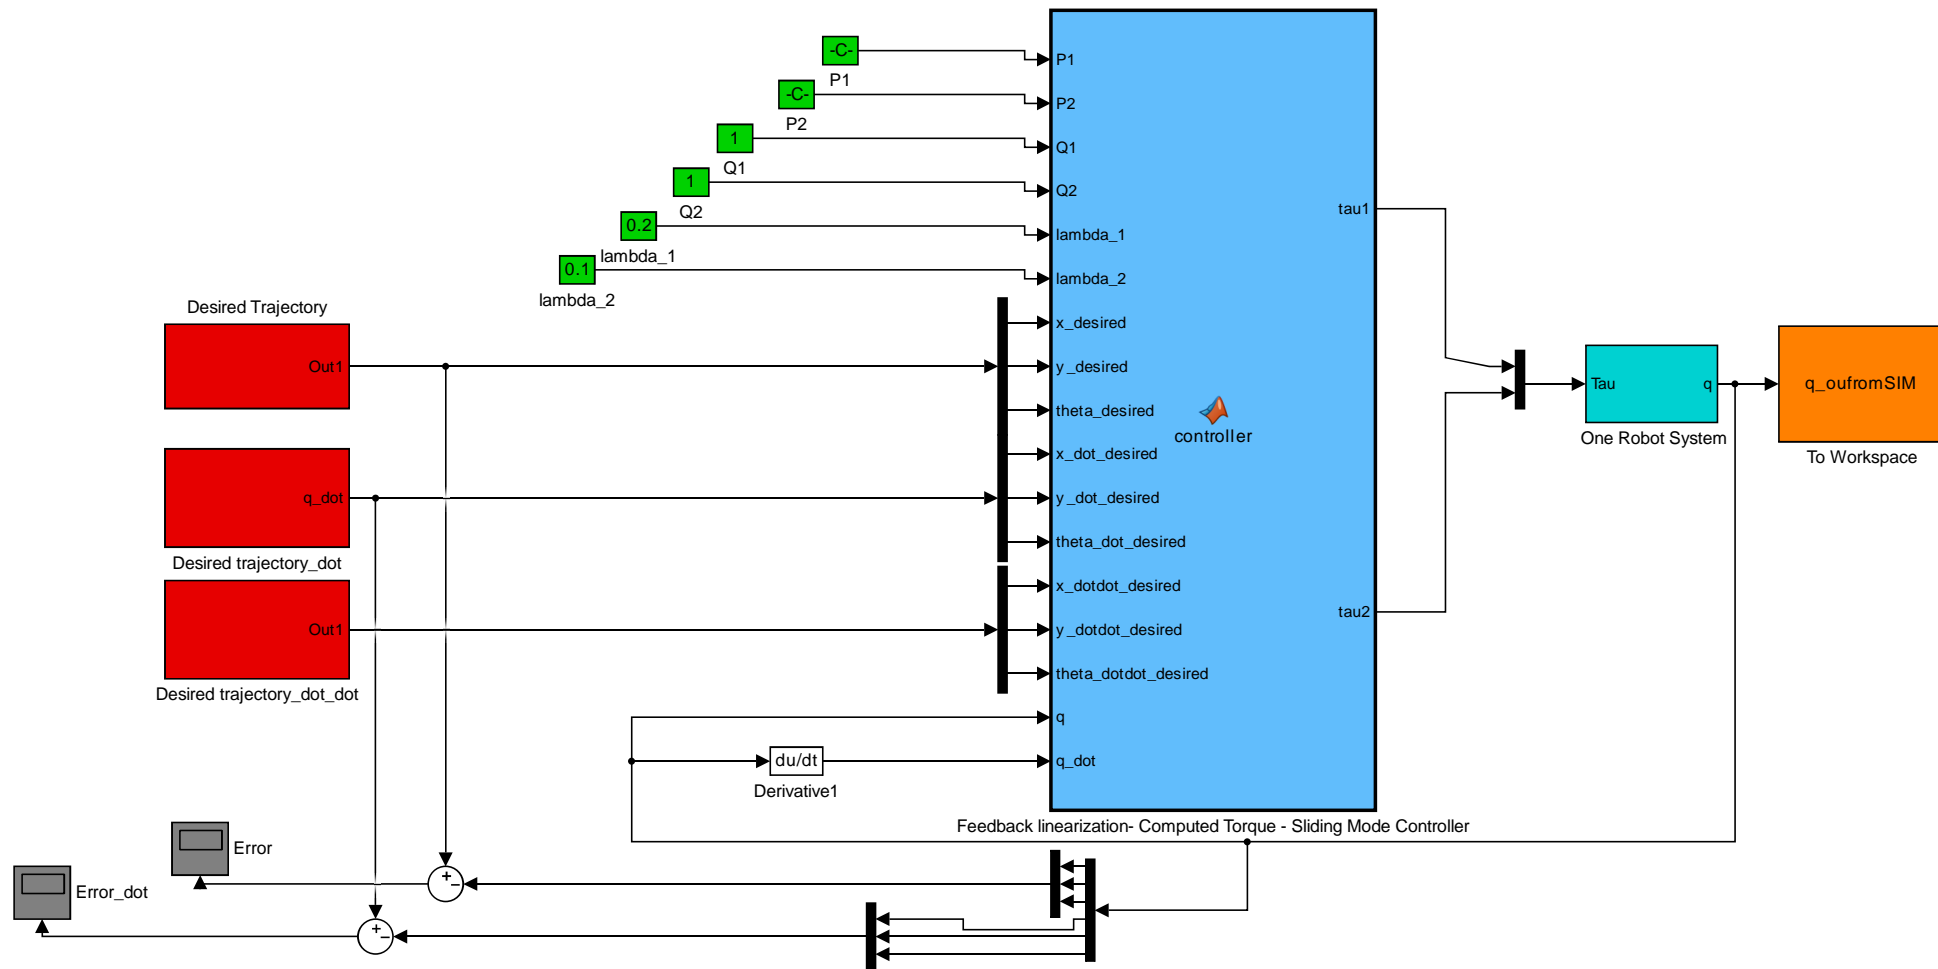 -C-
P1
-C-
P2
1
Q1
1
Q2
0.2
lambda_1
0.1
lambda_2
Desired Trajectory
Out1
q_dot
Desired trajectory_dot
Out1
Desired trajectory_dot_dot
P1
P2
Q1
Q2
lambda_1
lambda_2
x_desired
y_desired
theta_desired
x_dot_desired
y_dot_desired
theta_dot_desired
x_dotdot_desired
y_dotdot_desired
theta_dotdot_desired
q
q_dot
controller
tau1
tau2
Feedback linearization- Computed Torque - Sliding Mode Controller
du/dt
Derivative1
Tau
q
One Robot System
q_oufromSIM
To Workspace
Error
Error_dot
+
−
+
−